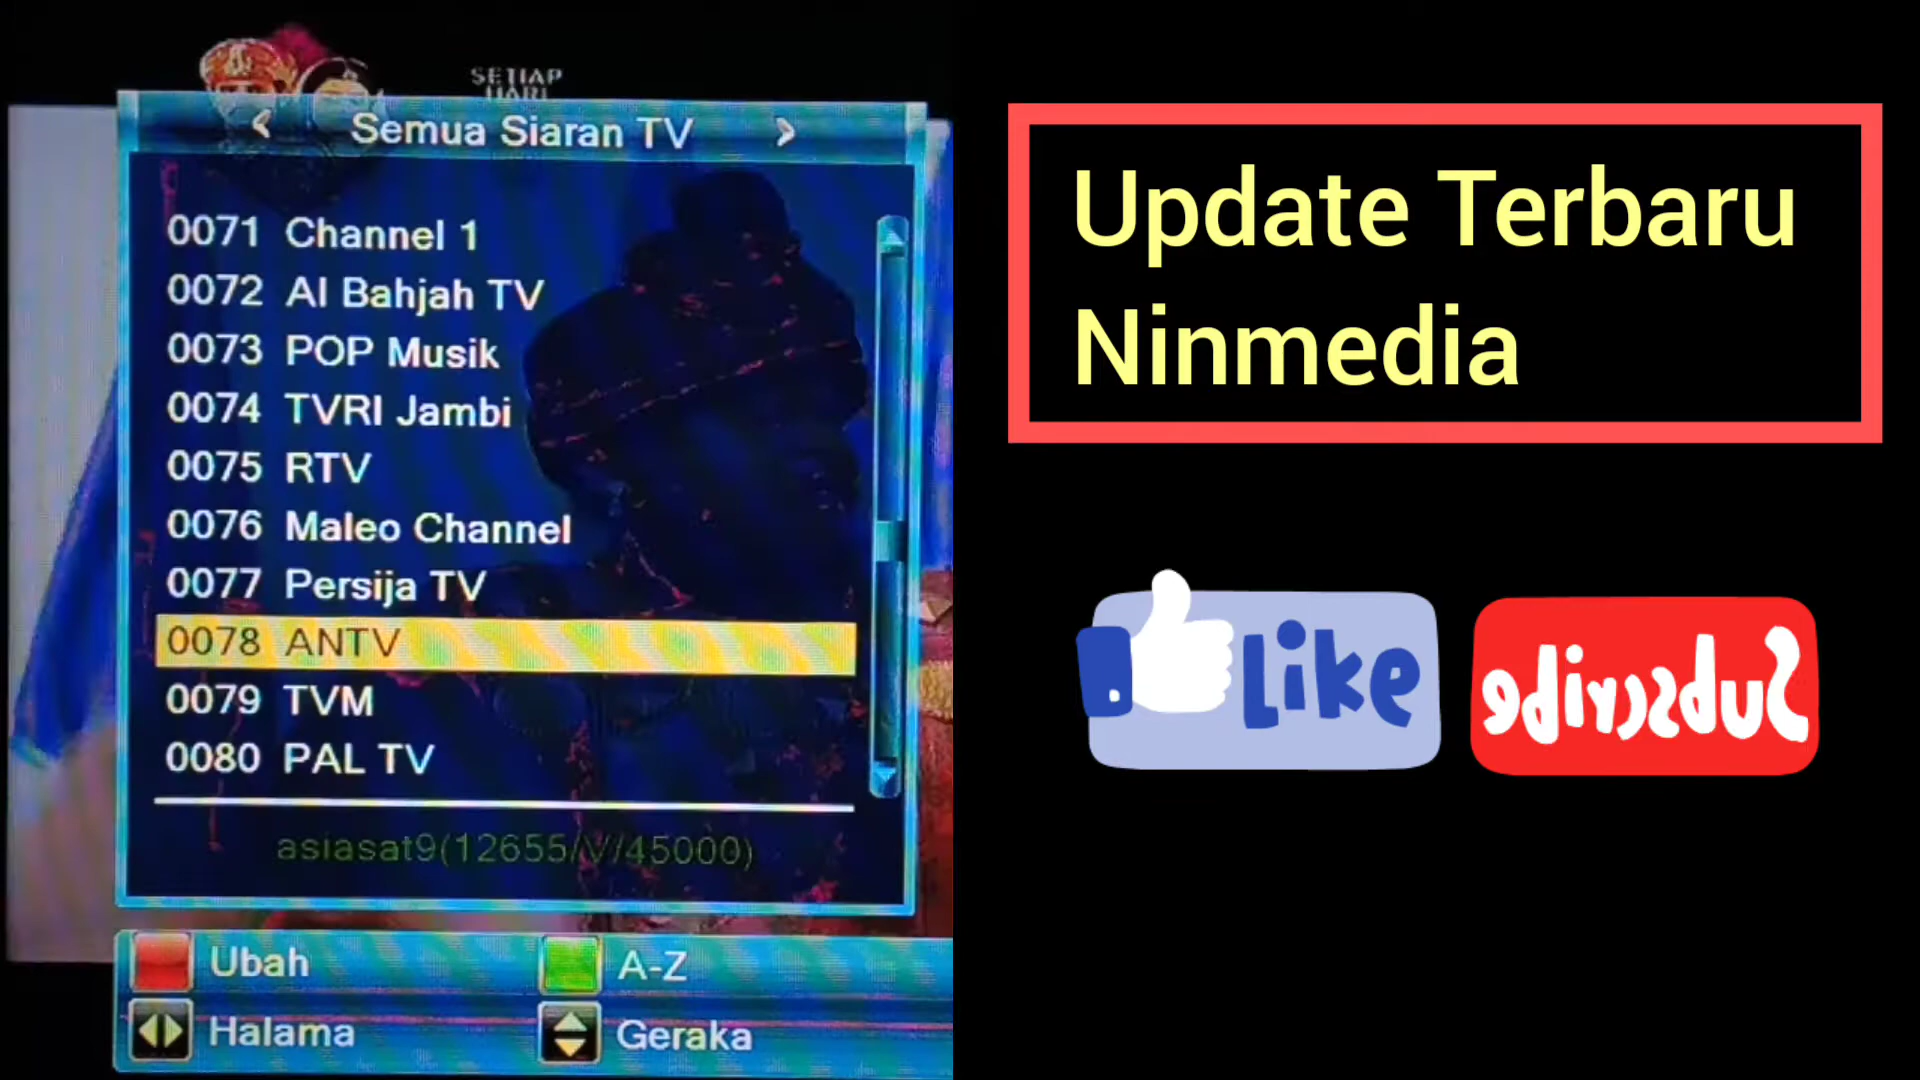 SETIAP
HARI
Semua Siaran TV
0071 Channel 1
0072 Al Bahjah TV
0073 POP Musik
0074 TVRI Jambi
0075 RTV
0076 Maleo Channel
0077 Persija TV
0078 ANTV
0079 TVM
0080 PAL TV
asiasat9(12655/V/45000)
Ubah
A-Z
Halama
Geraka
Update Terbaru
Ninmedia
Like
Subscribe